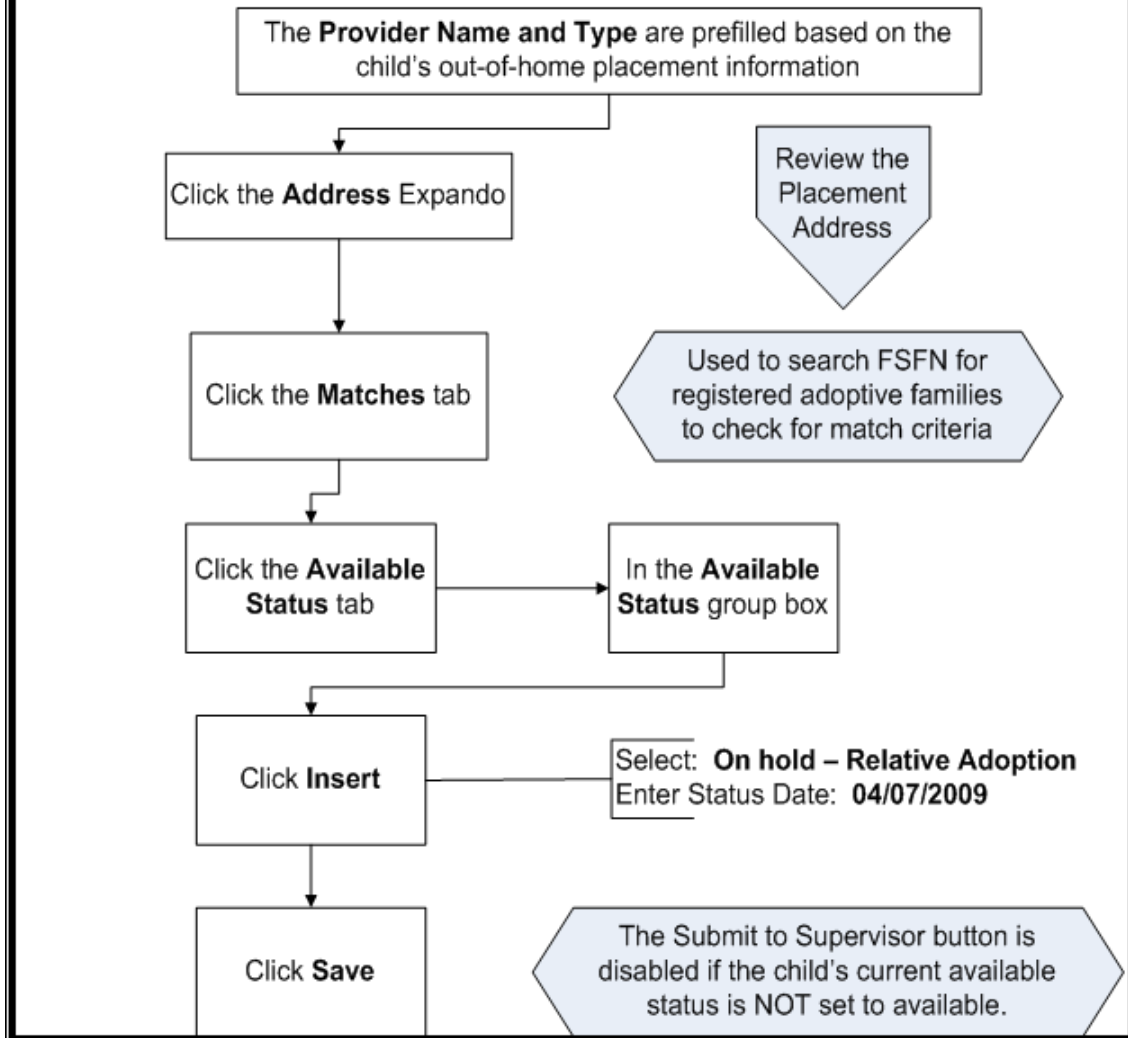 The Provider Name and Type are prefilled based on the
child's out-of-home placement information
Click the Address Expando
Review the
Placement
Address
Click the Matches tab
Used to search FSFN for
registered adoptive families
to check for match criteria
Click the Available
Status tab
In the Available
Status group box
Click Insert
Select: On hold – Relative Adoption
Enter Status Date: 04/07/2009
Click Save
The Submit to Supervisor button is
disabled if the child's current available
status is NOT set to available.